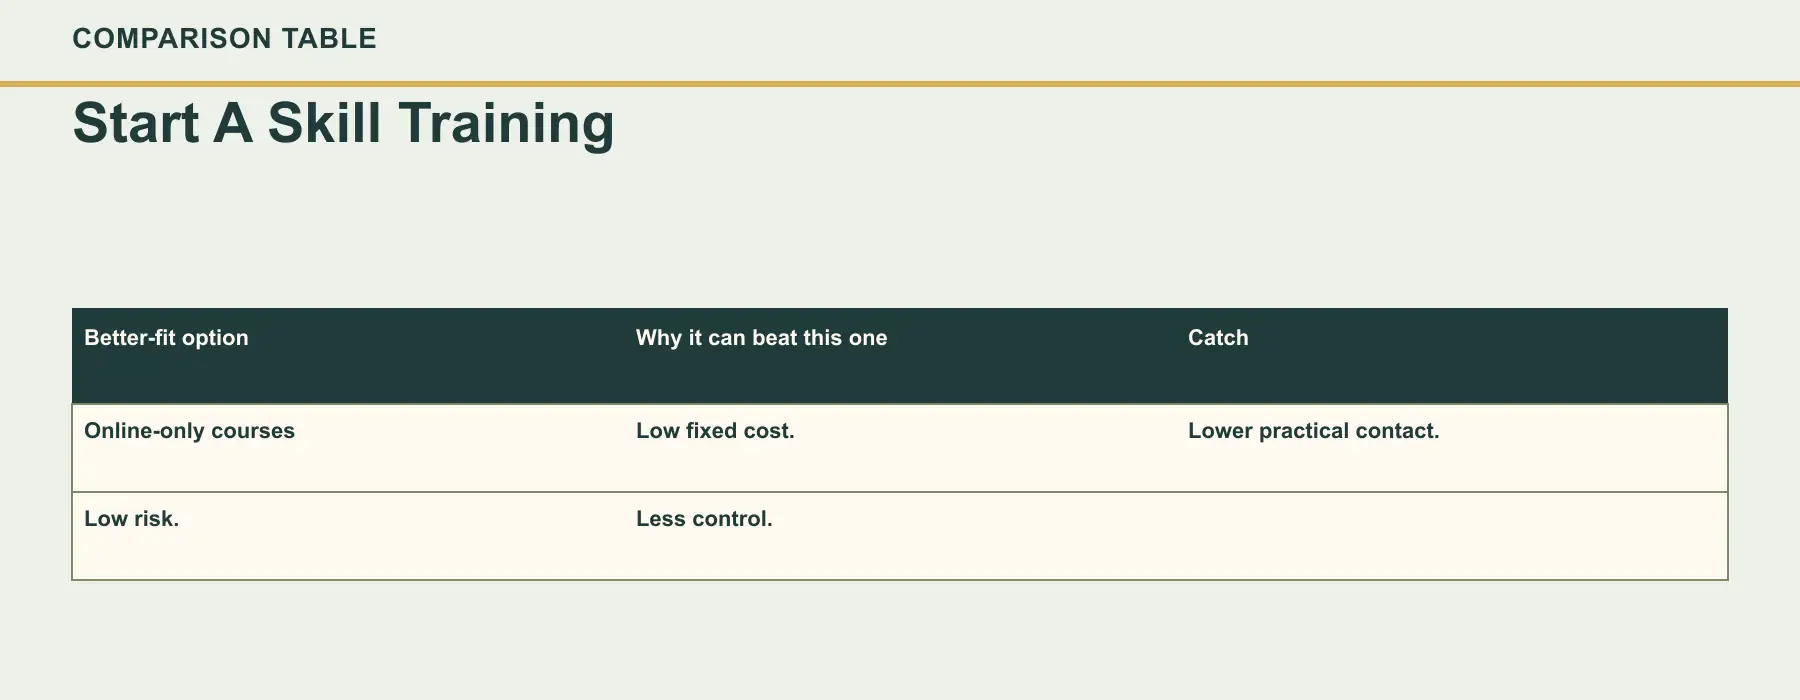 COMPARISON TABLE
Start A Skill Training
Better-fit option Why it can beat this one Catch
Online-only courses Low fixed cost. Lower practical contact.
Low risk. Less control.